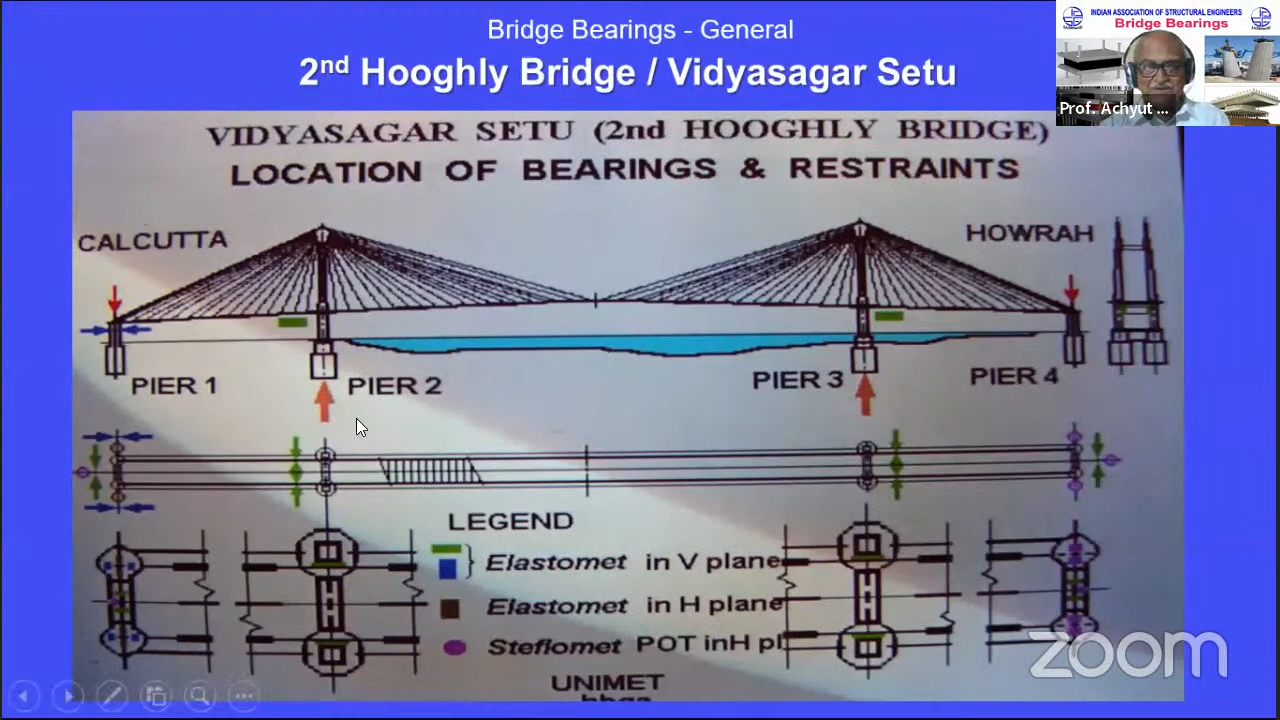 Bridge Bearings - General
2nd Hooghly Bridge / Vidyasagar Setu
INDIAN ASSOCIATION OF STRUCTURAL ENGINEERS
Bridge Bearings
Prof. Achyut ...
VIDYASAGAR SETU (2nd HOOGHLY BRIDGE)
LOCATION OF BEARINGS & RESTRAINTS
CALCUTTA
HOWRAH
PIER 1
PIER 2
PIER 3
PIER 4
LEGEND
Elastomet in V plane
Elastomet in H plane
Steflomet POT in H pl
UNIMET
zoom